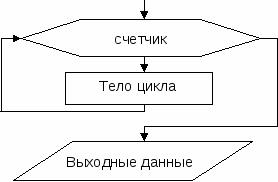 счетчик
Тело цикла
Выходные данные